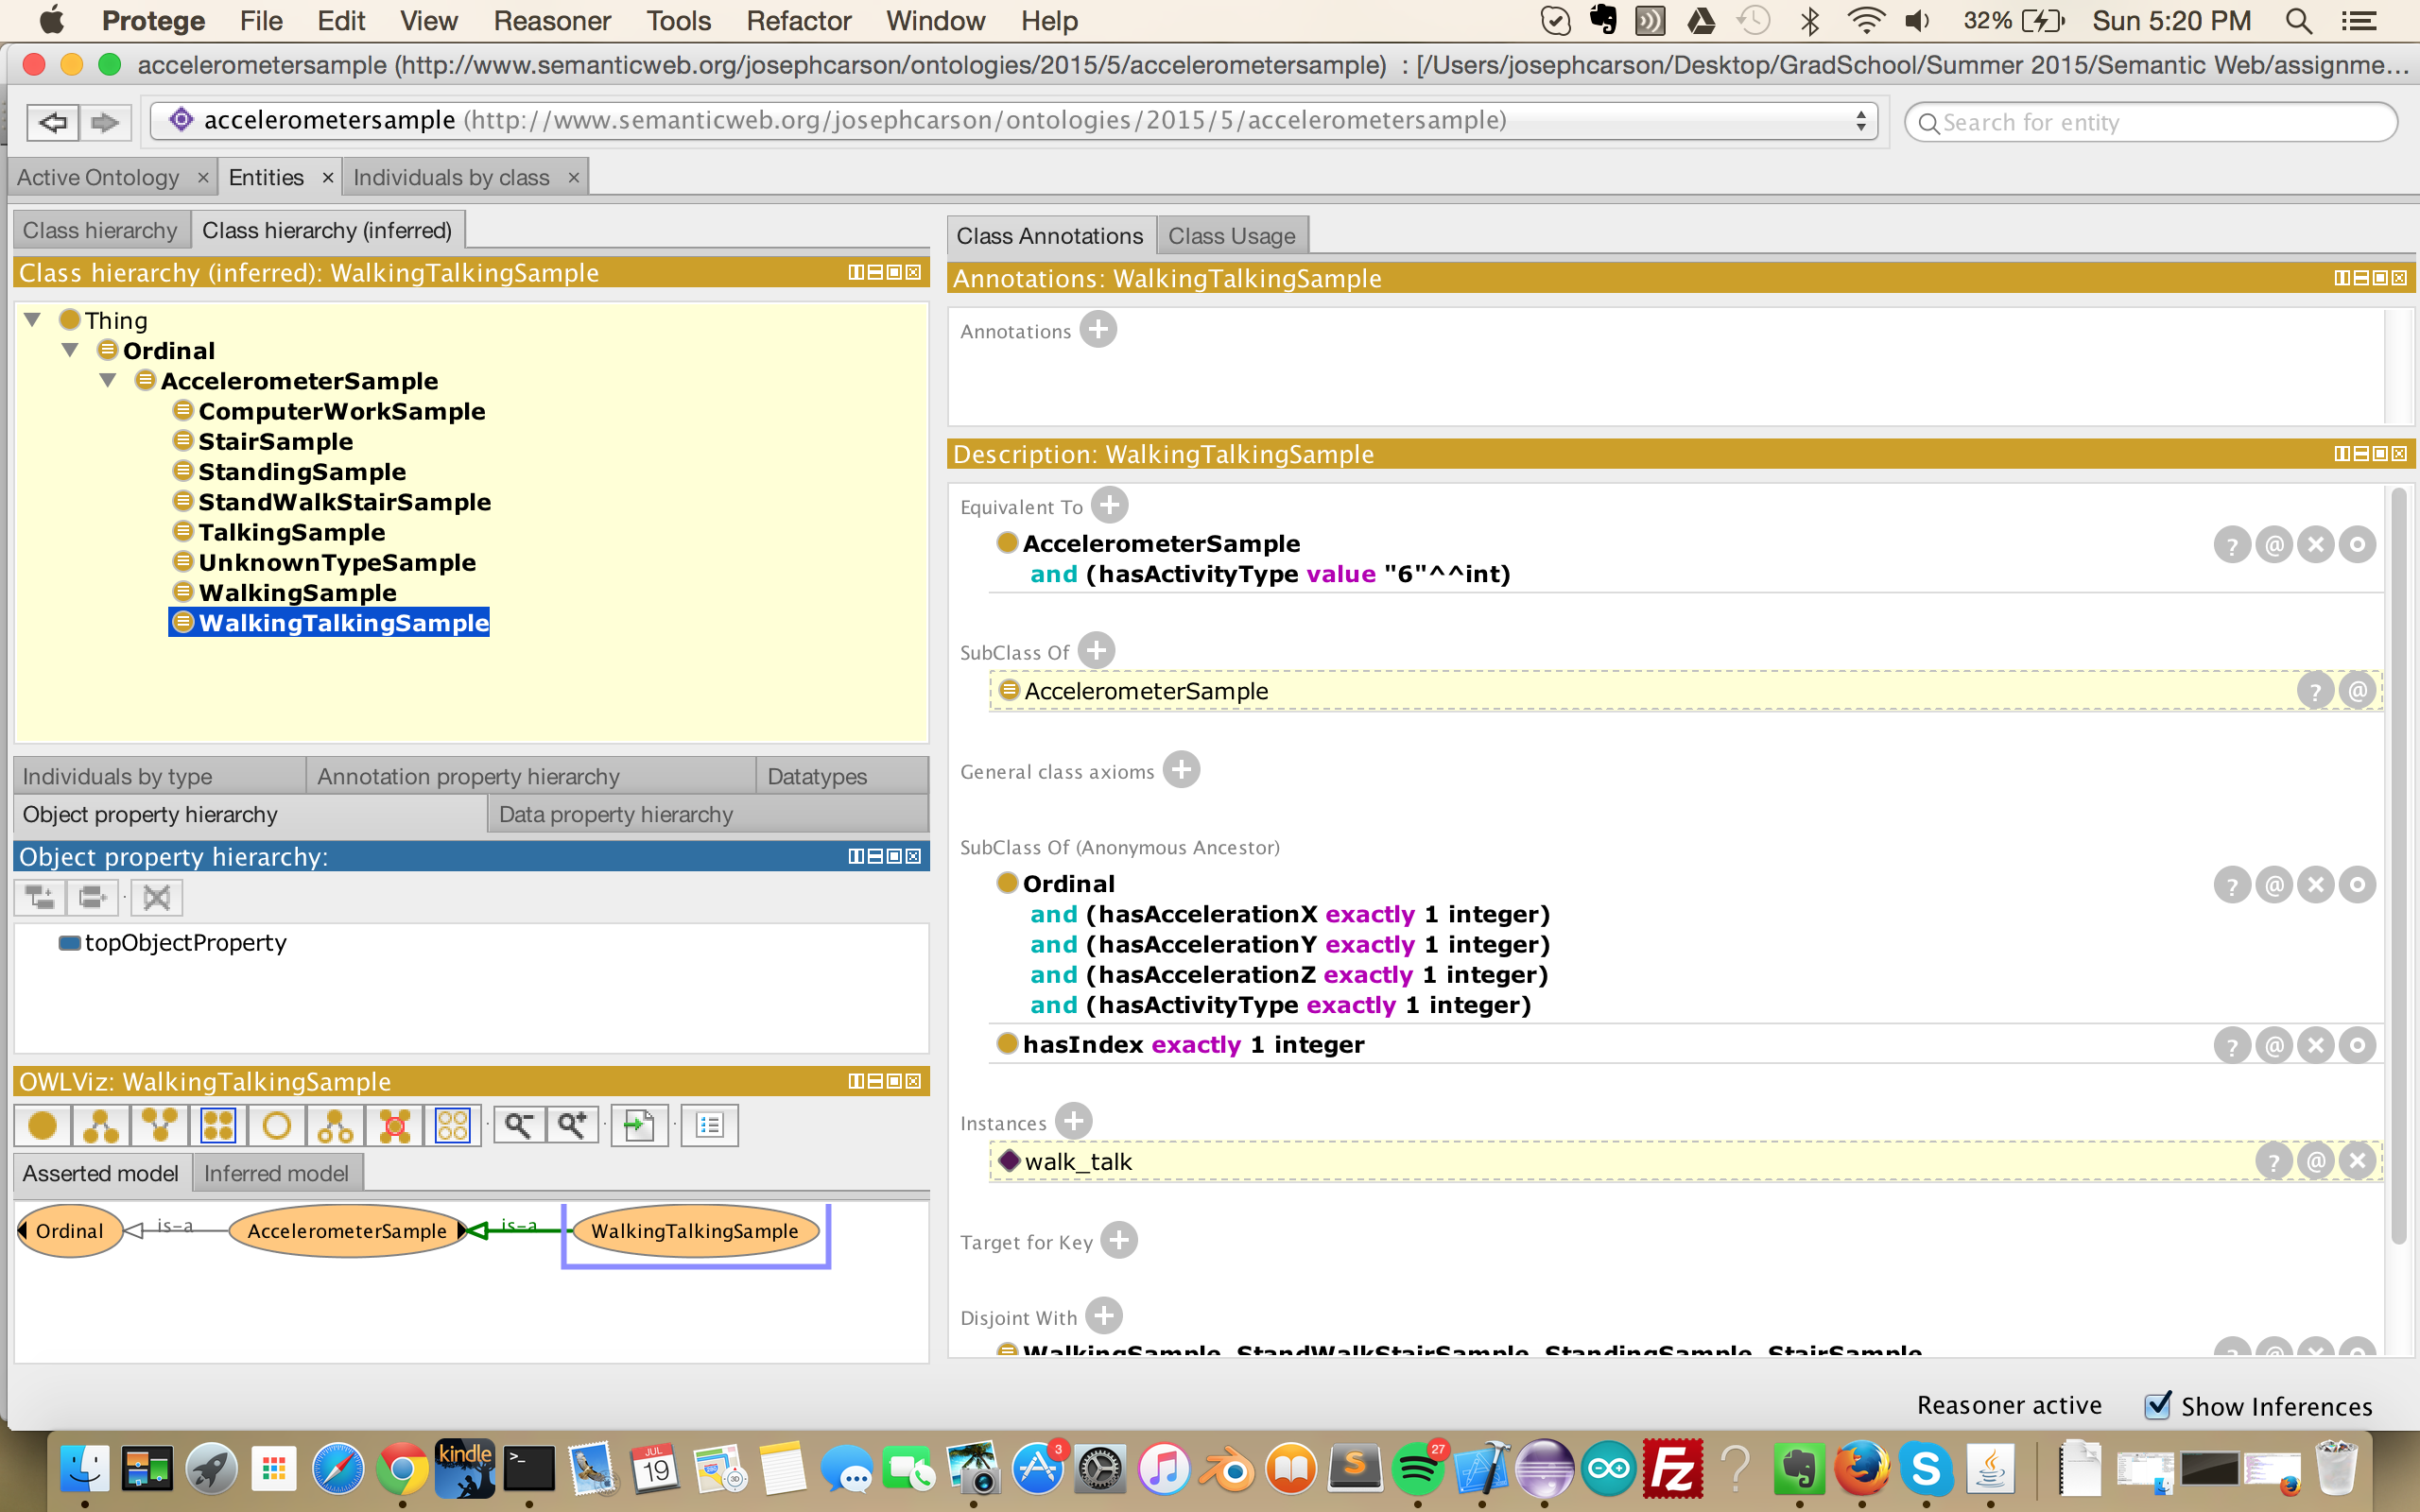 Protege File Edit View Reasoner Tools Refactor Window Help 32% Sun 5:20 PM
accelerometersample (http://www.semanticweb.org/josephcarson/ontologies/2015/5/accelerometersample) : [/Users/josephcarson/Desktop/GradSchool/Summer 2015/Semantic Web/assignme...
accelerometersample (http://www.semanticweb.org/josephcarson/ontologies/2015/5/accelerometersample)
Search for entity
Active Ontology × Entities × Individuals by class ×
Class hierarchy Class hierarchy (inferred)
Class hierarchy (inferred): WalkingTalkingSample
Thing
Ordinal
AccelerometerSample
ComputerWorkSample
StairSample
StandingSample
StandWalkStairSample
TalkingSample
UnknownTypeSample
WalkingSample
WalkingTalkingSample
Individuals by type Annotation property hierarchy Datatypes
Object property hierarchy Data property hierarchy
Object property hierarchy:
topObjectProperty
OWLViz: WalkingTalkingSample
Asserted model Inferred model
Ordinal is-a AccelerometerSample is-a WalkingTalkingSample
Class Annotations Class Usage
Annotations: WalkingTalkingSample
Annotations
Description: WalkingTalkingSample
Equivalent To
AccelerometerSample
and (hasActivityType value "6"^^int)
SubClass Of
AccelerometerSample
General class axioms
SubClass Of (Anonymous Ancestor)
Ordinal
and (hasAccelerationX exactly 1 integer)
and (hasAccelerationY exactly 1 integer)
and (hasAccelerationZ exactly 1 integer)
and (hasActivityType exactly 1 integer)
hasIndex exactly 1 integer
Instances
walk_talk
Target for Key
Disjoint With
WalkingSample, StandWalkStairSample, StandingSample, StairSample
Reasoner active Show Inferences
kindle
JUL
19
3D
3
S
27
Fz
?
S